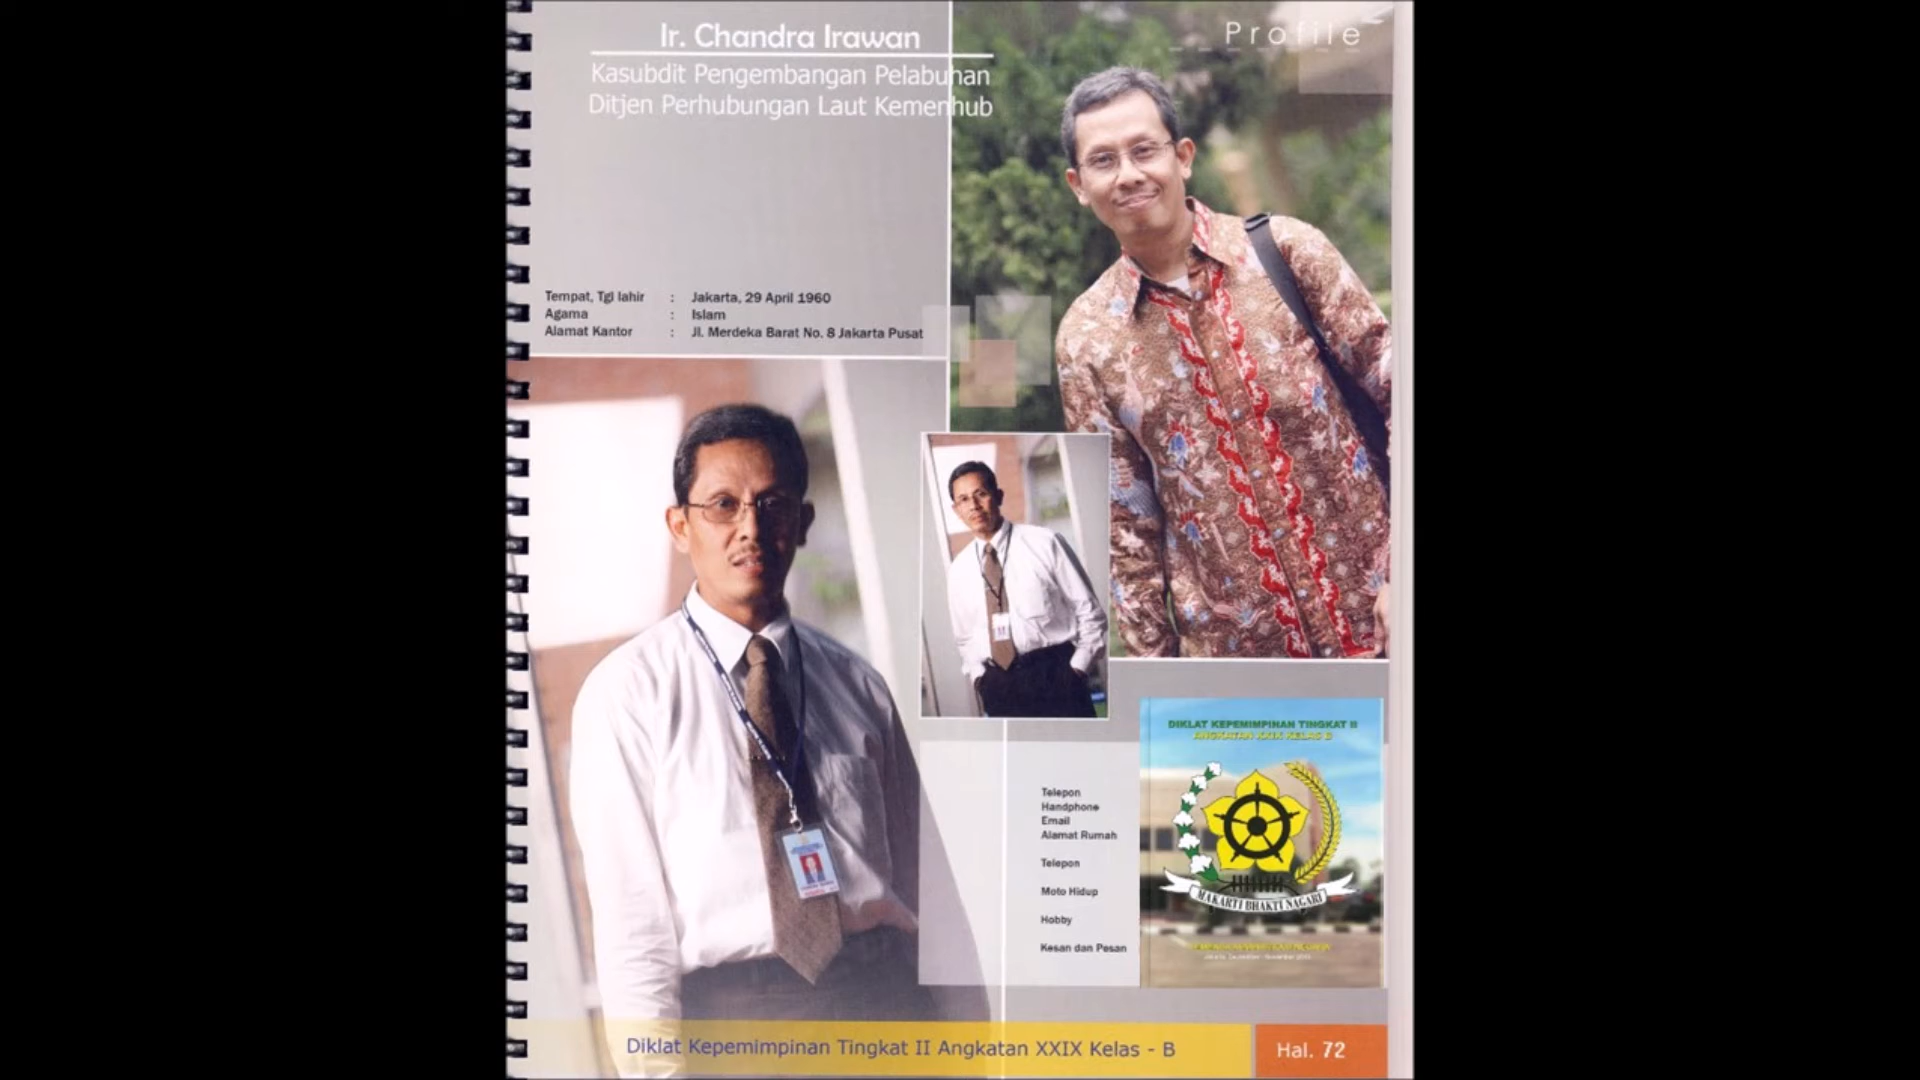 Ir. Chandra Irawan
Kasubdit Pengembangan Pelabuhan
Ditjen Perhubungan Laut Kemenhub
Profile
Tempat, Tgl lahir : Jakarta, 29 April 1960
Agama : Islam
Alamat Kantor : Jl. Merdeka Barat No. 8 Jakarta Pusat
Telepon
Handphone
Email
Alamat Rumah
Telepon
Moto Hidup
Hobby
Kesan dan Pesan
DIKLAT KEPEMIMPINAN TINGKAT II
ANGKATAN XXIX KELAS B
MAKARTI BHAKTI NAGARI
Diklat Kepemimpinan Tingkat II Angkatan XXIX Kelas - B
Hal. 72